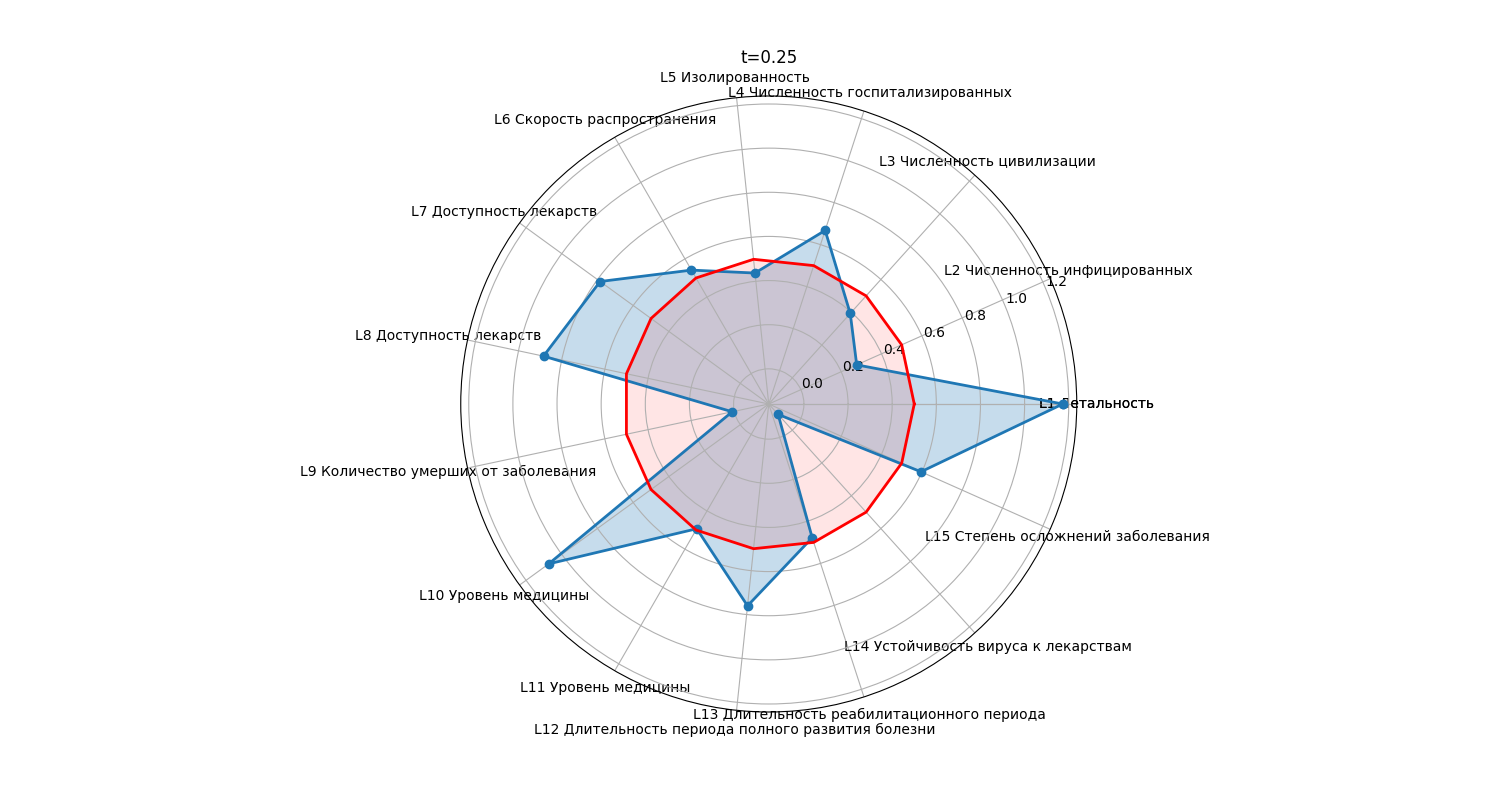 t=0.25
L5 Изолированность
L4 Численность госпитализированных
L6 Скорость распространения
L3 Численность цивилизации
L7 Доступность лекарств
L2 Численность инфицированных
1.2
1.0
0.8
0.6
0.4
0.2
0.0
L8 Доступность лекарств
L1 Летальность
L9 Количество умерших от заболевания
L15 Степень осложнений заболевания
L10 Уровень медицины
L14 Устойчивость вируса к лекарствам
L11 Уровень медицины
L13 Длительность реабилитационного периода
L12 Длительность периода полного развития болезни